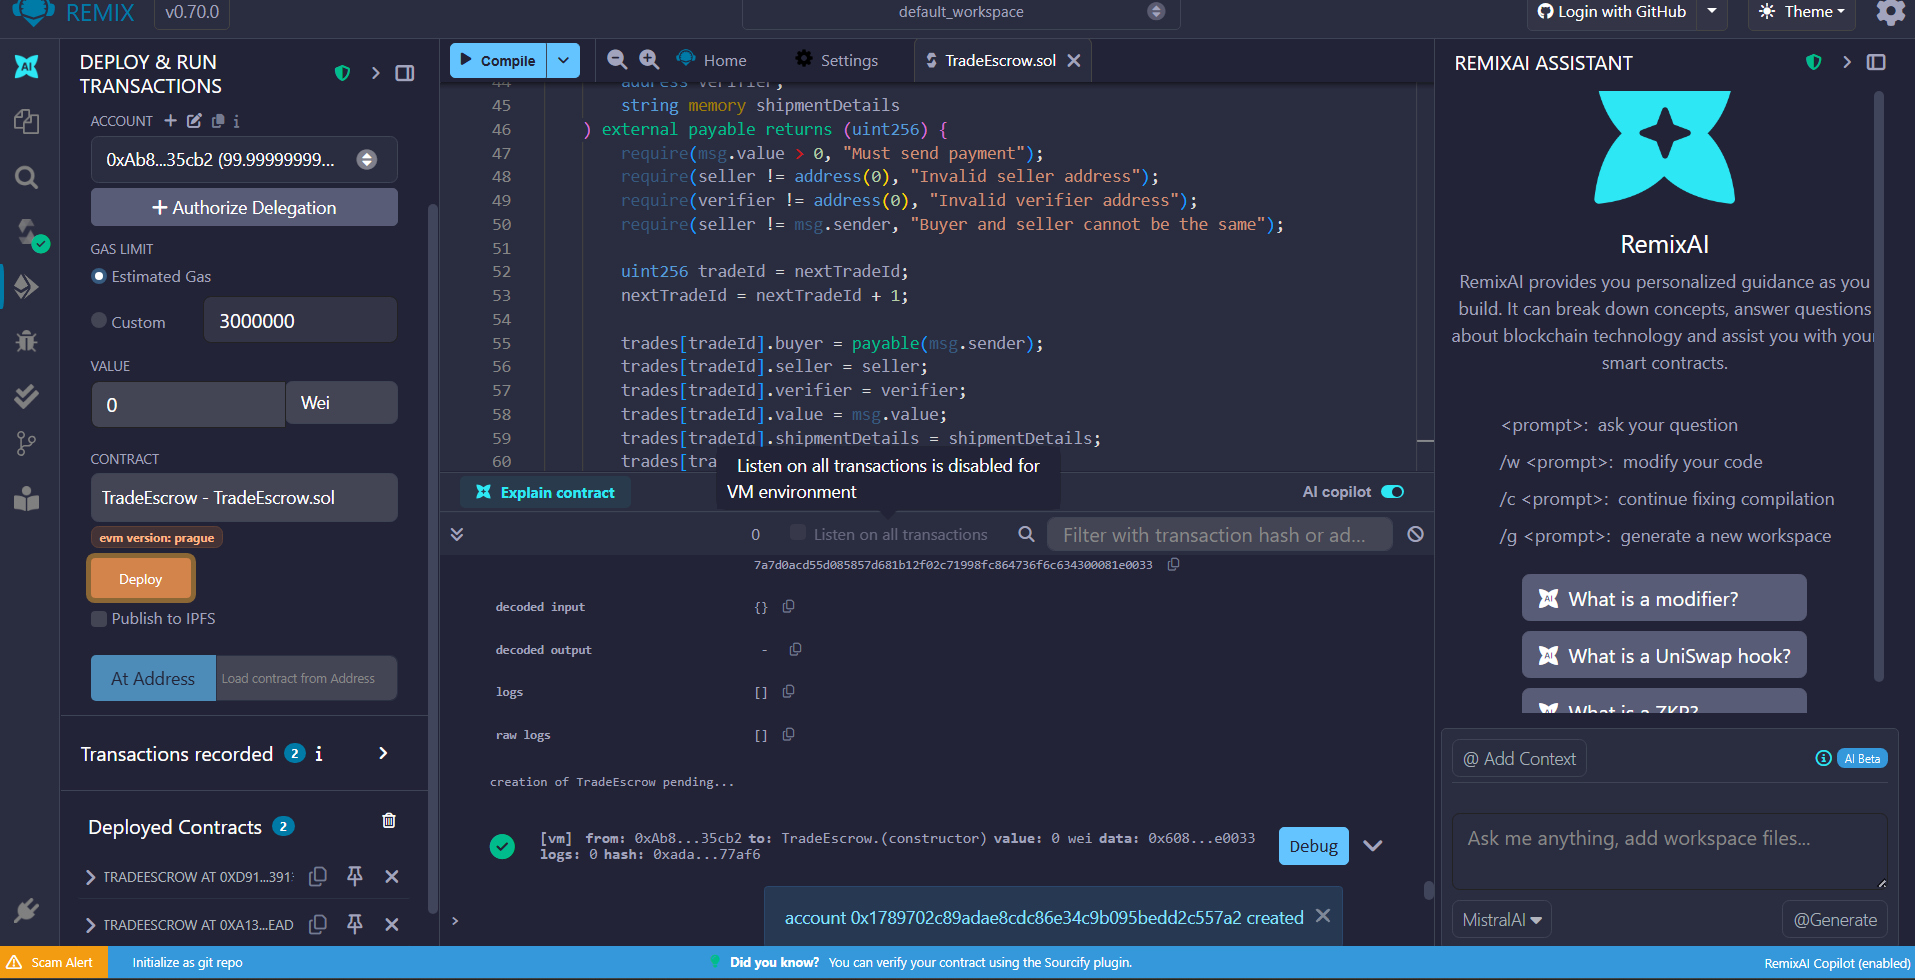 REMIX
v0.70.0
default_workspace
Login with GitHub
Theme
DEPLOY & RUN
TRANSACTIONS
ACCOUNT
0xAb8...35cb2 (99.99999999...
Authorize Delegation
GAS LIMIT
Estimated Gas
Custom
3000000
VALUE
0
Wei
CONTRACT
TradeEscrow - TradeEscrow.sol
evm version: prague
Deploy
Publish to IPFS
At Address
Load contract from Address
Transactions recorded 2 i
Deployed Contracts 2
TRADEESCROW AT 0XD91...391
TRADEESCROW AT 0XA13...EAD
Compile
Home
Settings
TradeEscrow.sol
44 address verifier,
45 string memory shipmentDetails
46 ) external payable returns (uint256) {
47 require(msg.value > 0, "Must send payment");
48 require(seller != address(0), "Invalid seller address");
49 require(verifier != address(0), "Invalid verifier address");
50 require(seller != msg.sender, "Buyer and seller cannot be the same");
51
52 uint256 tradeId = nextTradeId;
53 nextTradeId = nextTradeId + 1;
54
55 trades[tradeId].buyer = payable(msg.sender);
56 trades[tradeId].seller = seller;
57 trades[tradeId].verifier = verifier;
58 trades[tradeId].value = msg.value;
59 trades[tradeId].shipmentDetails = shipmentDetails;
60 trades[tra
Listen on all transactions is disabled for
VM environment
Explain contract
AI copilot
0
Listen on all transactions
Filter with transaction hash or ad...
7a7d0acd55d085857d681b12f02c71998fc864736f6c634300081e0033
decoded input {}
decoded output -
logs []
raw logs []
creation of TradeEscrow pending...
[vm] from: 0xAb8...35cb2 to: TradeEscrow.(constructor) value: 0 wei data: 0x608...e0033
logs: 0 hash: 0xada...77af6
Debug
account 0x1789702c89adae8cdc86e34c9b095bedd2c557a2 created
>
REMIXAI ASSISTANT
RemixAI
RemixAI provides you personalized guidance as you
build. It can break down concepts, answer questions
about blockchain technology and assist you with your
smart contracts.
<prompt>: ask your question
/w <prompt>: modify your code
/c <prompt>: continue fixing compilation
/g <prompt>: generate a new workspace
AI What is a modifier?
AI What is a UniSwap hook?
What is a ZKP?
@ Add Context
AI Beta
Ask me anything, add workspace files...
MistralAI
@Generate
Scam Alert
Initialize as git repo
Did you know? You can verify your contract using the Sourcify plugin.
RemixAI Copilot (enabled)